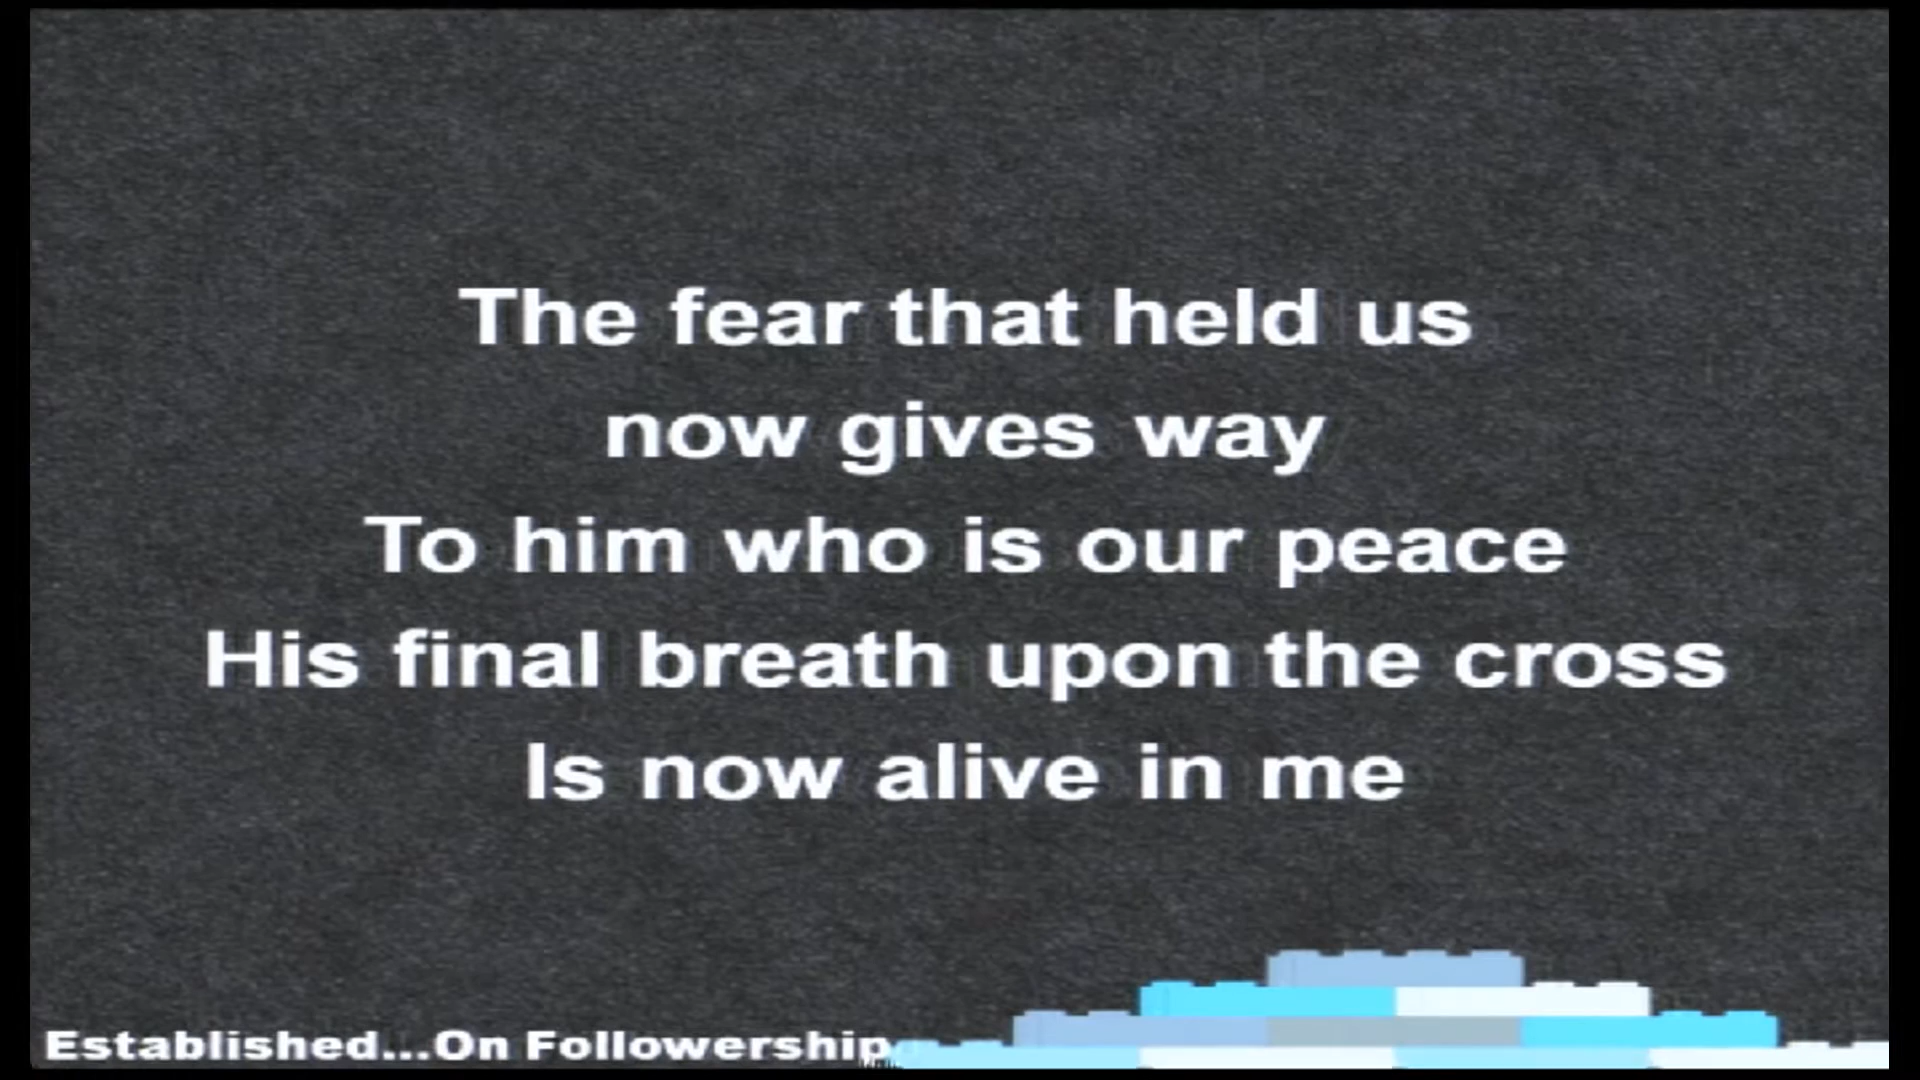 The fear that held us
now gives way
To him who is our peace
His final breath upon the cross
Is now alive in me
Established...On Followership